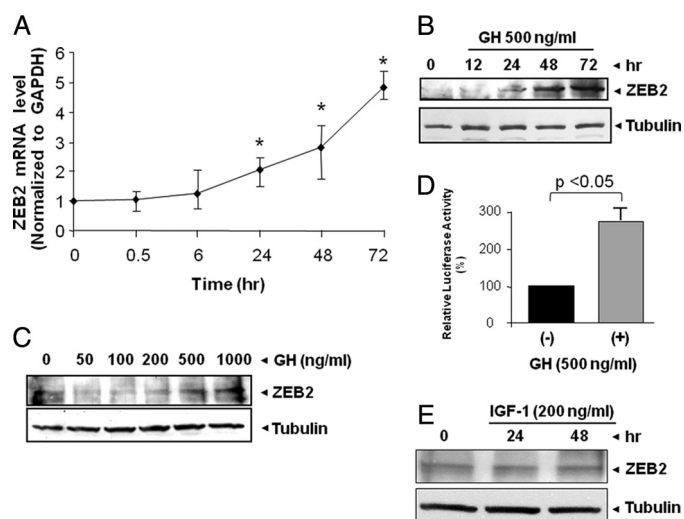 A
ZEB2 mRNA level
(Normalized to GAPDH)
6
5
4
3
2
1
0
* * *
0 0.5 6 24 48 72
Time (hr)
B
GH 500 ng/ml
0 12 24 48 72 ◄ hr
◄ ZEB2
◄ Tubulin
D
p <0.05
Relative Luciferase Activity
(%)
300
200
100
0
(-) (+)
GH (500 ng/ml)
C
0 50 100 200 500 1000 ◄ GH (ng/ml)
◄ ZEB2
◄ Tubulin
E
IGF-1 (200 ng/ml)
0 24 48 ◄ hr
◄ ZEB2
◄ Tubulin